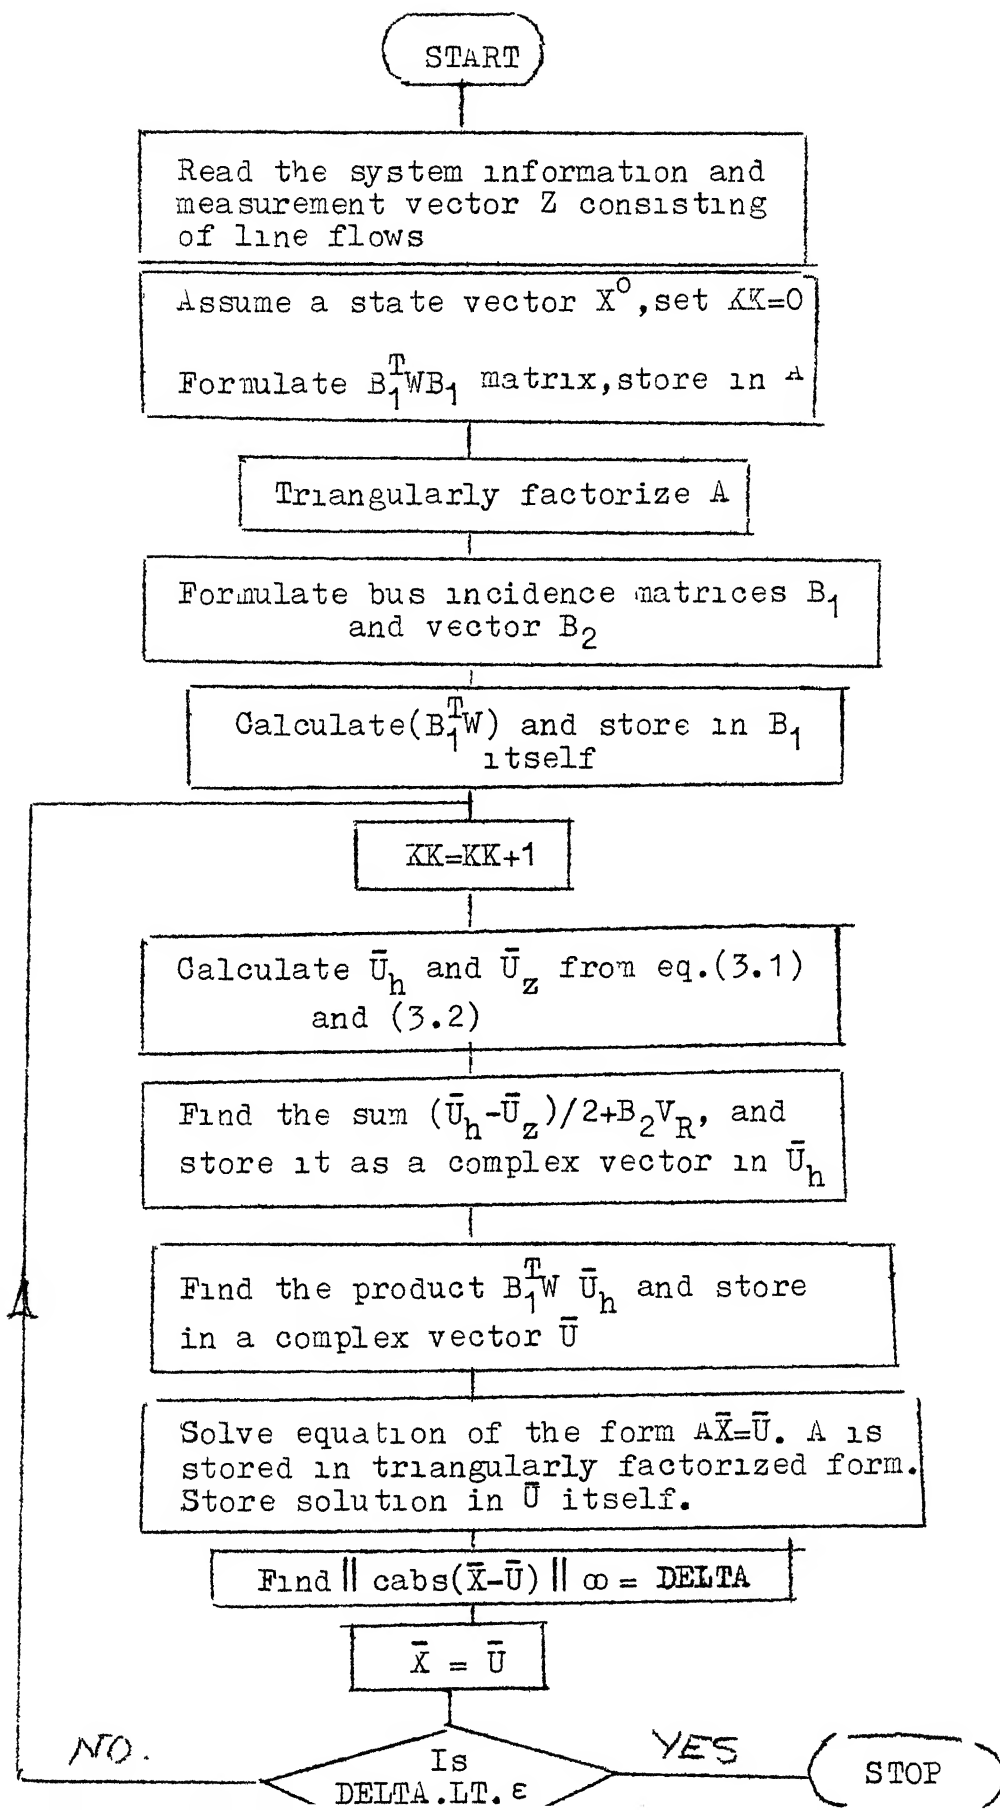 START
Read the system information and
measurement vector Z consisting
of line flows
Assume a state vector X⁰,set KK=0
Formulate B₁ᵀWB₁ matrix,store in A
Triangularly factorize A
Formulate bus incidence matrices B₁
and vector B₂
Calculate(B₁ᵀW) and store in B₁
itself
KK=KK+1
Calculate Ūₕ and Ū_z from eq.(3.1)
and (3.2)
Find the sum (Ūₕ-Ū_z)/2+B₂V_R, and
store it as a complex vector in Ūₕ
Find the product B₁ᵀW Ūₕ and store
in a complex vector Ū
Solve equation of the form AX̄=Ū. A is
stored in triangularly factorized form.
Store solution in Ū itself.
Find || cabs(X̄-Ū) || ∞ = DELTA
X̄ = Ū
NO.
Is
DELTA.LT. ε
YES
STOP